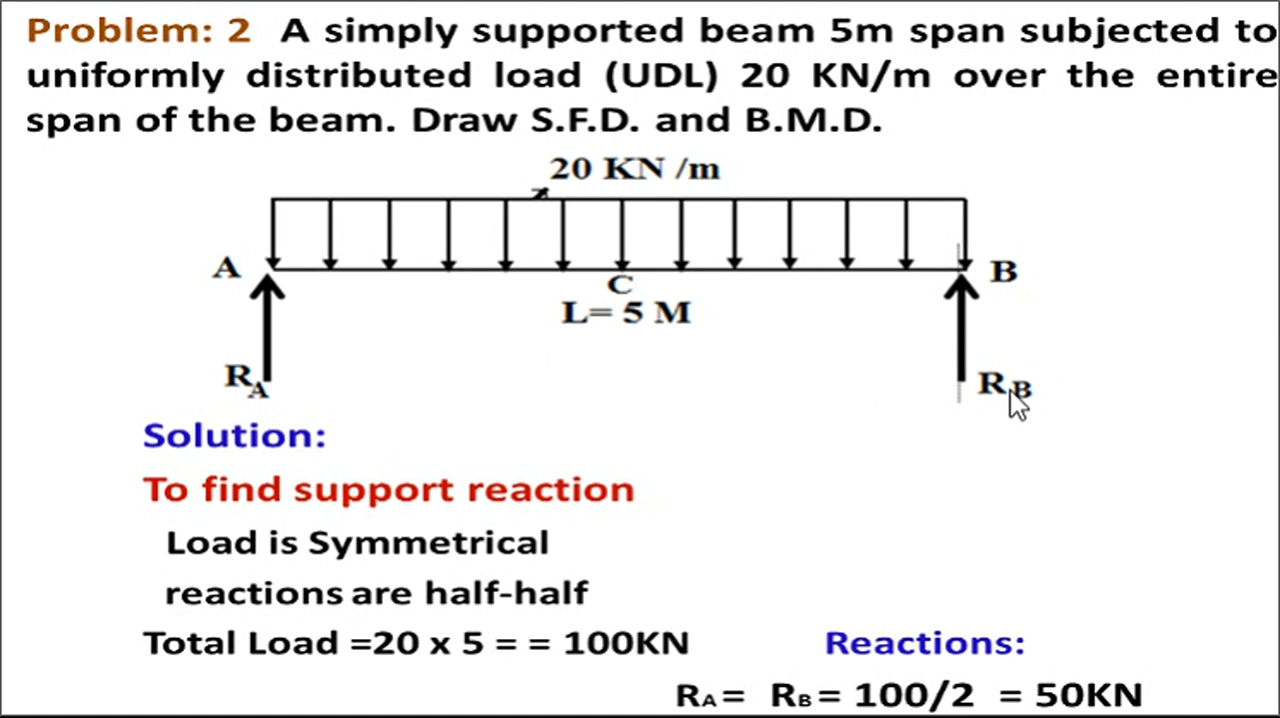 Problem: 2 A simply supported beam 5m span subjected to
uniformly distributed load (UDL) 20 KN/m over the entire
span of the beam. Draw S.F.D. and B.M.D.
20 KN /m
A
B
C
L= 5 M
RA
RB
Solution:
To find support reaction
Load is Symmetrical
reactions are half-half
Total Load =20 x 5 = = 100KN
Reactions:
RA = RB = 100/2 = 50KN